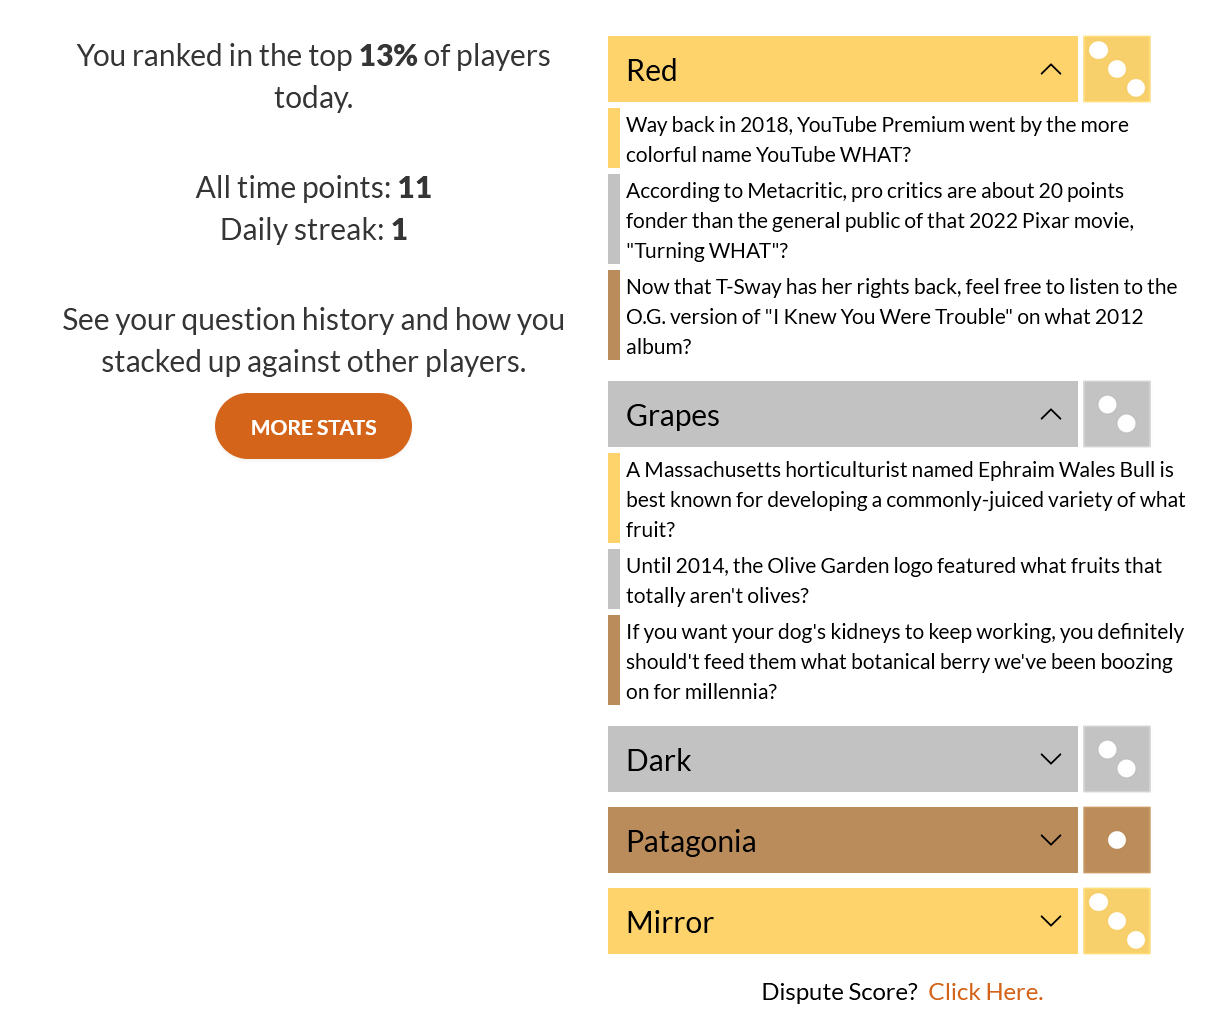 You ranked in the top 13% of players
today.
All time points: 11
Daily streak: 1
See your question history and how you
stacked up against other players.
MORE STATS
Red
Way back in 2018, YouTube Premium went by the more
colorful name YouTube WHAT?
According to Metacritic, pro critics are about 20 points
fonder than the general public of that 2022 Pixar movie,
"Turning WHAT"?
Now that T-Sway has her rights back, feel free to listen to the
O.G. version of "I Knew You Were Trouble" on what 2012
album?
Grapes
A Massachusetts horticulturist named Ephraim Wales Bull is
best known for developing a commonly-juiced variety of what
fruit?
Until 2014, the Olive Garden logo featured what fruits that
totally aren't olives?
If you want your dog's kidneys to keep working, you definitely
shouldn't feed them what botanical berry we've been boozing
on for millennia?
Dark
Patagonia
Mirror
Dispute Score? Click Here.